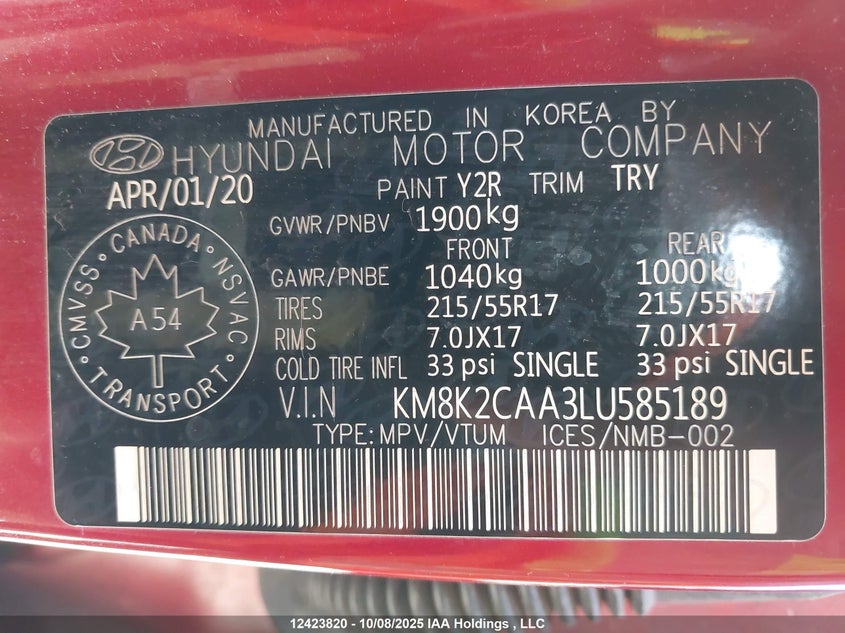 MANUFACTURED IN KOREA BY
HYUNDAI MOTOR COMPANY
APR/01/20 PAINT Y2R TRIM TRY
GVWR/PNBV 1900kg
FRONT REAR
GAWR/PNBE 1040kg 1000kg
TIRES 215/55R17 215/55R17
RIMS 7.0JX17 7.0JX17
COLD TIRE INFL 33 psi SINGLE 33 psi SINGLE
V.I.N KM8K2CAA3LU585189
TYPE: MPV/VTUM ICES/NMB-002
CMVSS • CANADA • NSVAC • TRANSPORT •
A 54
12423820 - 10/08/2025 IAA Holdings , LLC